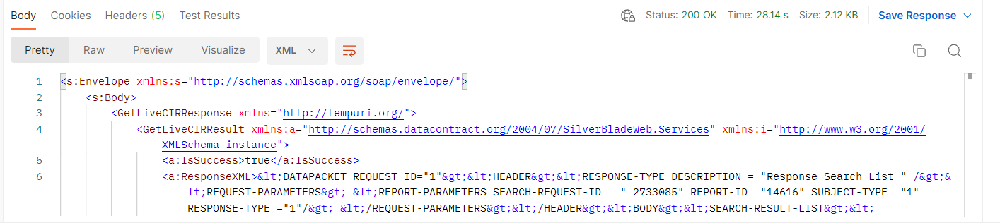 Body Cookies Headers (5) Test Results Status: 200 OK Time: 28.14 s Size: 2.12 KB Save Response
Pretty Raw Preview Visualize XML
1 <s:Envelope xmlns:s="http://schemas.xmlsoap.org/soap/envelope/">
2 <s:Body>
3 <GetLiveCIRResponse xmlns="http://tempuri.org/">
4 <GetLiveCIRResult xmlns:a="http://schemas.datacontract.org/2004/07/SilverBladeWeb.Services" xmlns:i="http://www.w3.org/2001/
XMLSchema-instance">
5 <a:IsSuccess>true</a:IsSuccess>
6 <a:ResponseXML>&lt;DATAPACKET REQUEST_ID="1"&gt;&lt;HEADER&gt;&lt;RESPONSE-TYPE DESCRIPTION = "Response Search List " /&gt;&
lt;REQUEST-PARAMETERS&gt; &lt;REPORT-PARAMETERS SEARCH-REQUEST-ID = " 2733085" REPORT-ID ="14616" SUBJECT-TYPE ="1"
RESPONSE-TYPE ="1"/&gt; &lt;/REQUEST-PARAMETERS&gt;&lt;/HEADER&gt;&lt;BODY&gt;&lt;SEARCH-RESULT-LIST&gt;&lt;